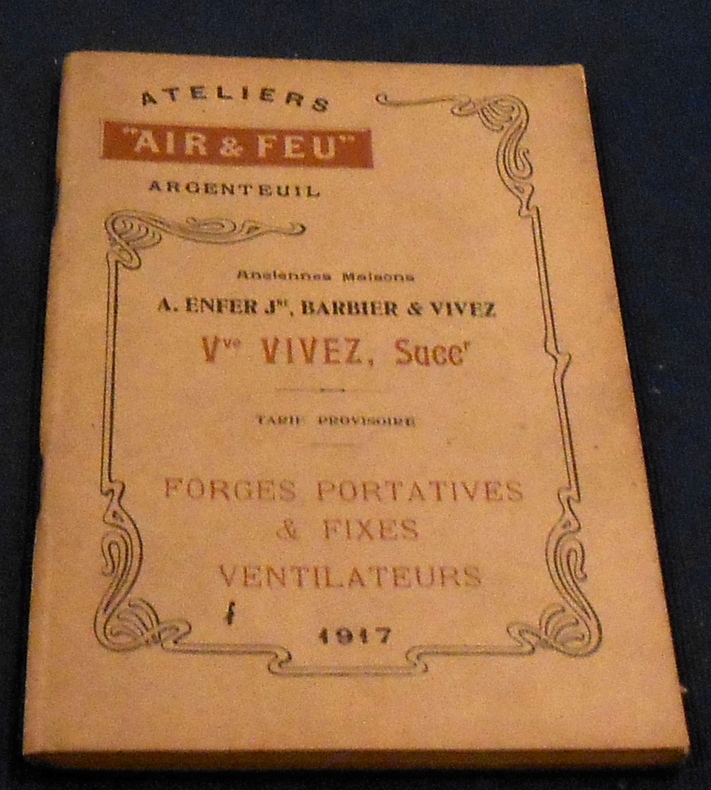 ATELIERS
"AIR & FEU"
ARGENTEUIL
Anciennes Maisons
A. ENFER Jne, BARBIER & VIVEZ
Vve VIVEZ, Succr
TARIF PROVISOIRE
FORGES PORTATIVES
& FIXES
VENTILATEURS
1917